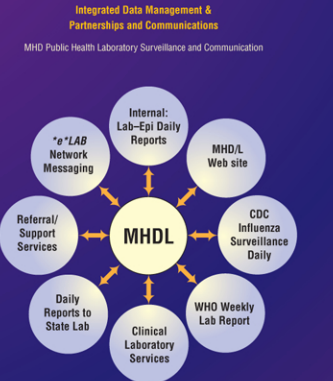 Integrated Data Management &
Partnerships and Communications
MHD Public Health Laboratory Surveillance and Communication
Internal:
Lab–Epi Daily
Reports
*e*LAB
Network
Messaging
MHD/L
Web site
Referral/
Support
Services
MHDL
CDC
Influenza
Surveillance
Daily
Daily
Reports to
State Lab
WHO Weekly
Lab Report
Clinical
Laboratory
Services